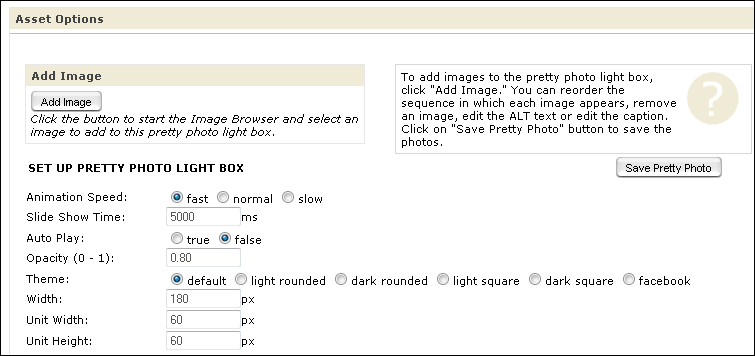 Asset Options
Add Image
Add Image
Click the button to start the Image Browser and select an
image to add to this pretty photo light box.
To add images to the pretty photo light box,
click "Add Image." You can reorder the
sequence in which each image appears, remove
an image, edit the ALT text or edit the caption.
Click on "Save Pretty Photo" button to save the
photos.
?
Save Pretty Photo
SET UP PRETTY PHOTO LIGHT BOX
Animation Speed: fast normal slow
Slide Show Time: 5000 ms
Auto Play: true false
Opacity (0 - 1): 0.80
Theme: default light rounded dark rounded light square dark square facebook
Width: 180 px
Unit Width: 60 px
Unit Height: 60 px